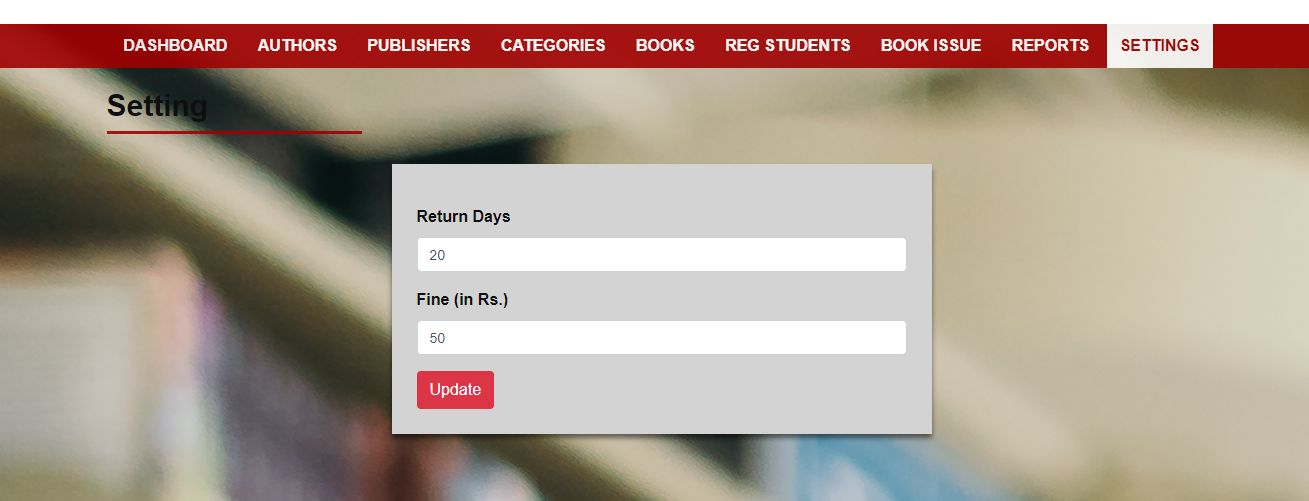 DASHBOARD AUTHORS PUBLISHERS CATEGORIES BOOKS REG STUDENTS BOOK ISSUE REPORTS SETTINGS
Setting
Return Days
20
Fine (in Rs.)
50
Update